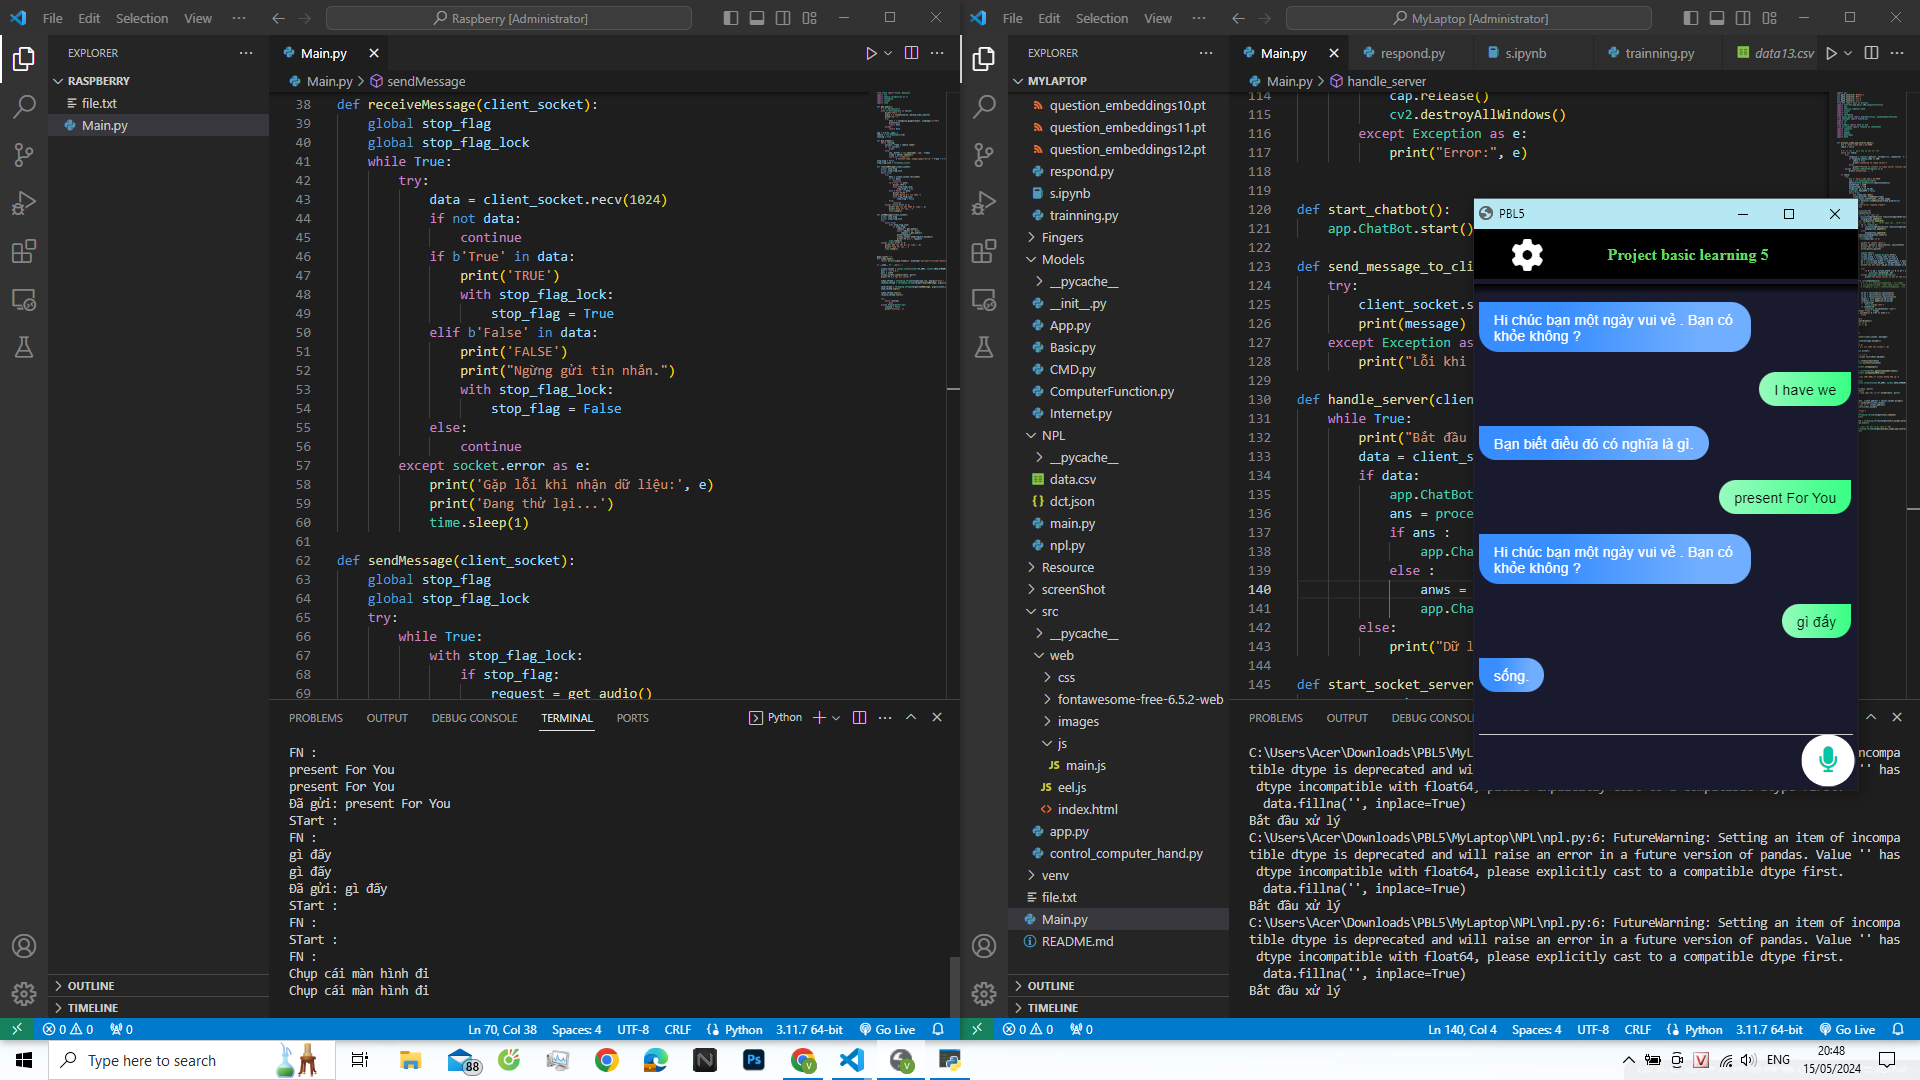 File Edit Selection View ··· Raspberry [Administrator]
EXPLORER
RASPBERRY
file.txt
Main.py
OUTLINE
TIMELINE
Main.py
Main.py > sendMessage
38 def receiveMessage(client_socket):
39 global stop_flag
40 global stop_flag_lock
41 while True:
42 try:
43 data = client_socket.recv(1024)
44 if not data:
45 continue
46 if b'True' in data:
47 print('TRUE')
48 with stop_flag_lock:
49 stop_flag = True
50 elif b'False' in data:
51 print('FALSE')
52 print("Ngừng gửi tin nhắn.")
53 with stop_flag_lock:
54 stop_flag = False
55 else:
56 continue
57 except socket.error as e:
58 print('Gặp lỗi khi nhận dữ liệu:', e)
59 print('Đang thử lại...')
60 time.sleep(1)
61
62 def sendMessage(client_socket):
63 global stop_flag
64 global stop_flag_lock
65 try:
66 while True:
67 with stop_flag_lock:
68 if stop_flag:
69 request = get_audio()
PROBLEMS OUTPUT DEBUG CONSOLE TERMINAL PORTS Python
FN :
present For You
present For You
Đã gửi: present For You
STart :
FN :
gì đấy
gì đấy
Đã gửi: gì đấy
STart :
FN :
STart :
FN :
Chụp cái màn hình đi
Chụp cái màn hình đi
0 0 0 Ln 70, Col 38 Spaces: 4 UTF-8 CRLF Python 3.11.7 64-bit Go Live
File Edit Selection View ··· MyLaptop [Administrator]
EXPLORER
MYLAPTOP
question_embeddings10.pt
question_embeddings11.pt
question_embeddings12.pt
respond.py
s.ipynb
trainning.py
Fingers
Models
__pycache__
__init__.py
App.py
Basic.py
CMD.py
ComputerFunction.py
Internet.py
NPL
__pycache__
data.csv
dct.json
main.py
npl.py
Resource
screenShot
src
__pycache__
web
css
fontawesome-free-6.5.2-web
images
js
main.js
eel.js
index.html
app.py
control_computer_hand.py
venv
file.txt
Main.py
README.md
OUTLINE
TIMELINE
Main.py respond.py s.ipynb trainning.py data13.csv
Main.py > handle_server
114 cap.release()
115 cv2.destroyAllWindows()
116 except Exception as e:
117 print("Error:", e)
118
119
120 def start_chatbot():
121 app.ChatBot.start()
122
123 def send_message_to_cli
124 try:
125 client_socket.s
126 print(message)
127 except Exception as
128 print("Lỗi khi
129
130 def handle_server(clien
131 while True:
132 print("Bắt đầu
133 data = client_s
134 if data:
135 app.ChatBot
136 ans = proce
137 if ans :
138 app.Cha
139 else :
140 anws =
141 app.Cha
142 else:
143 print("Dữ l
144
145 def start_socket_server
PBL5
Project basic learning 5
Hi chúc bạn một ngày vui vẻ . Bạn có
khỏe không ?
I have we
Bạn biết điều đó có nghĩa là gì.
present For You
Hi chúc bạn một ngày vui vẻ . Bạn có
khỏe không ?
gì đấy
sống.
PROBLEMS OUTPUT DEBUG CONSOL
C:\Users\Acer\Downloads\PBL5\MyL ncompa
tible dtype is deprecated and wi '' has
dtype incompatible with float64,
data.fillna('', inplace=True)
Bắt đầu xử lý
C:\Users\Acer\Downloads\PBL5\MyLaptop\NPL\npl.py:6: FutureWarning: Setting an item of incompa
tible dtype is deprecated and will raise an error in a future version of pandas. Value '' has
dtype incompatible with float64, please explicitly cast to a compatible dtype first.
data.fillna('', inplace=True)
Bắt đầu xử lý
C:\Users\Acer\Downloads\PBL5\MyLaptop\NPL\npl.py:6: FutureWarning: Setting an item of incompa
tible dtype is deprecated and will raise an error in a future version of pandas. Value '' has
dtype incompatible with float64, please explicitly cast to a compatible dtype first.
data.fillna('', inplace=True)
Bắt đầu xử lý
0 0 0 Ln 140, Col 4 Spaces: 4 UTF-8 CRLF Python 3.11.7 64-bit Go Live
Type here to search 88 Ps ENG
20:48
15/05/2024